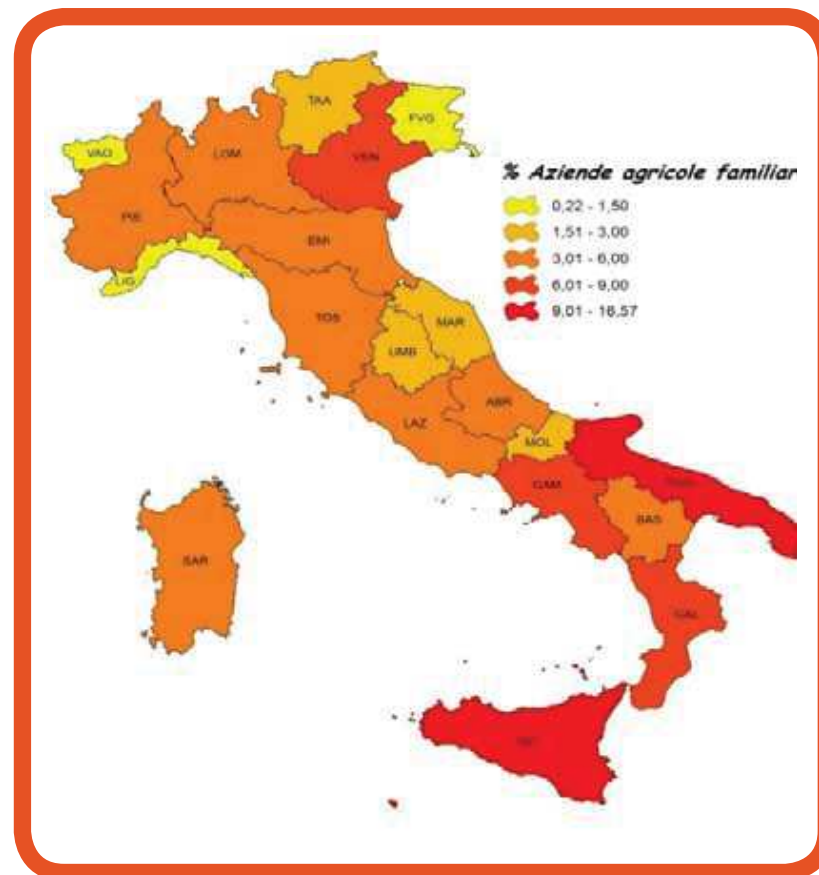 TAA
FVG
VAO
LOM
VEN
% Aziende agricole familiar
0,22 - 1,50
1,51 - 3,00
PIE
3,01 - 6,00
EMI
6,01 - 9,00
LIG
9,01 - 16,57
TOS
MAR
UMB
ABR
LAZ
MOL
CAM
BAS
SAR
CAL
SIC